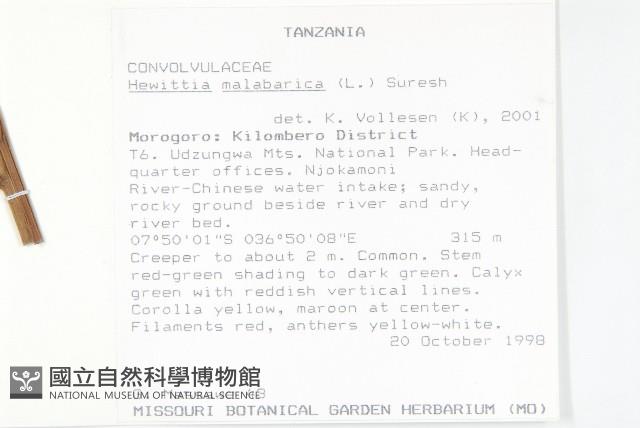 TANZANIA
CONVOLVULACEAE
Hewittia malabarica (L.) Suresh
det. K. Vollesen (K), 2001
Morogoro: Kilombero District
T6. Udzungwa Mts. National Park. Head-
quarter offices. Njokamoni
River-Chinese water intake; sandy,
rocky ground beside river and dry
river bed.
07°50'01"S 036°50'08"E 315 m
Creeper to about 2 m. Common. Stem
red-green shading to dark green. Calyx
green with reddish vertical lines.
Corolla yellow, maroon at center.
Filaments red, anthers yellow-white.
20 October 1998
國立自然科學博物館
NATIONAL MUSEUM OF NATURAL SCIENCE
MISSOURI BOTANICAL GARDEN HERBARIUM (MO)